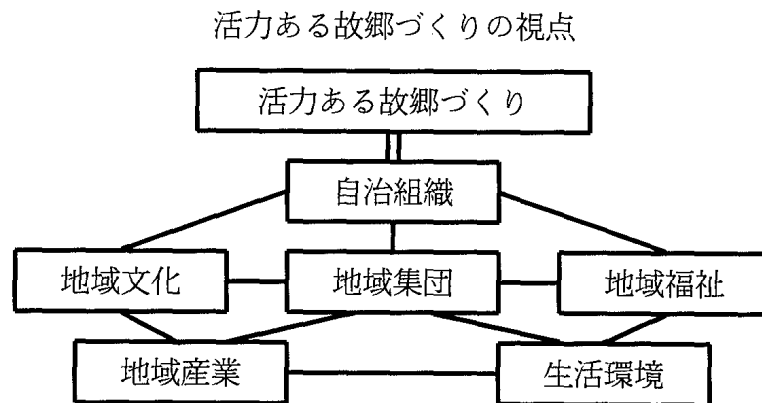 活力ある故郷づくりの視点
活力ある故郷づくり
自治組織
地域文化
地域集団
地域福祉
地域産業
生活環境